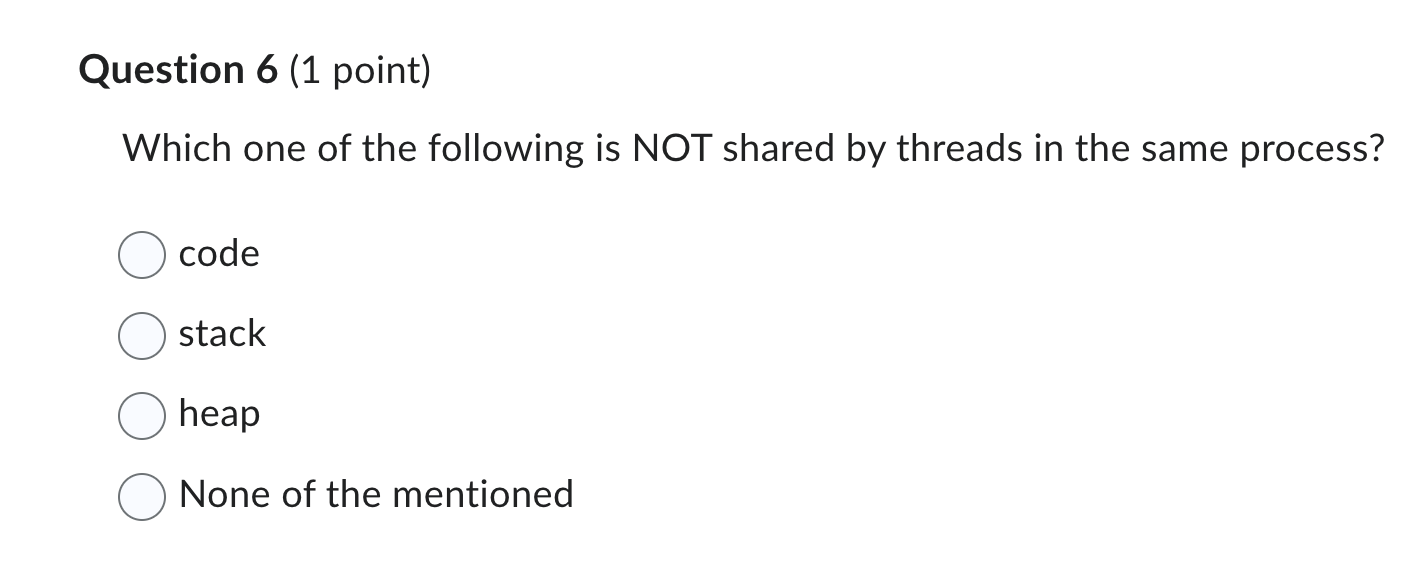 Question 6 (1 point)
Which one of the following is NOT shared by threads in the same process?
code
stack
heap
None of the mentioned